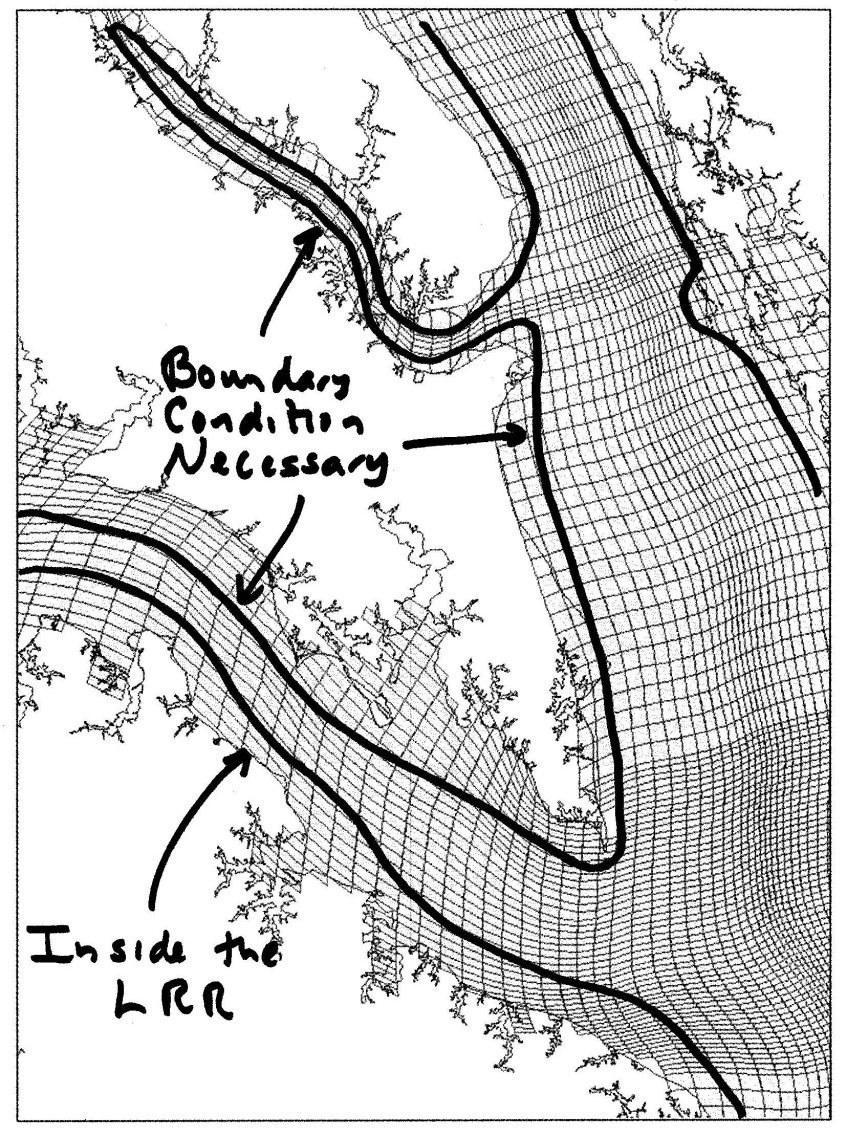 Boundary
Condition
Necessary
Inside the
LRR